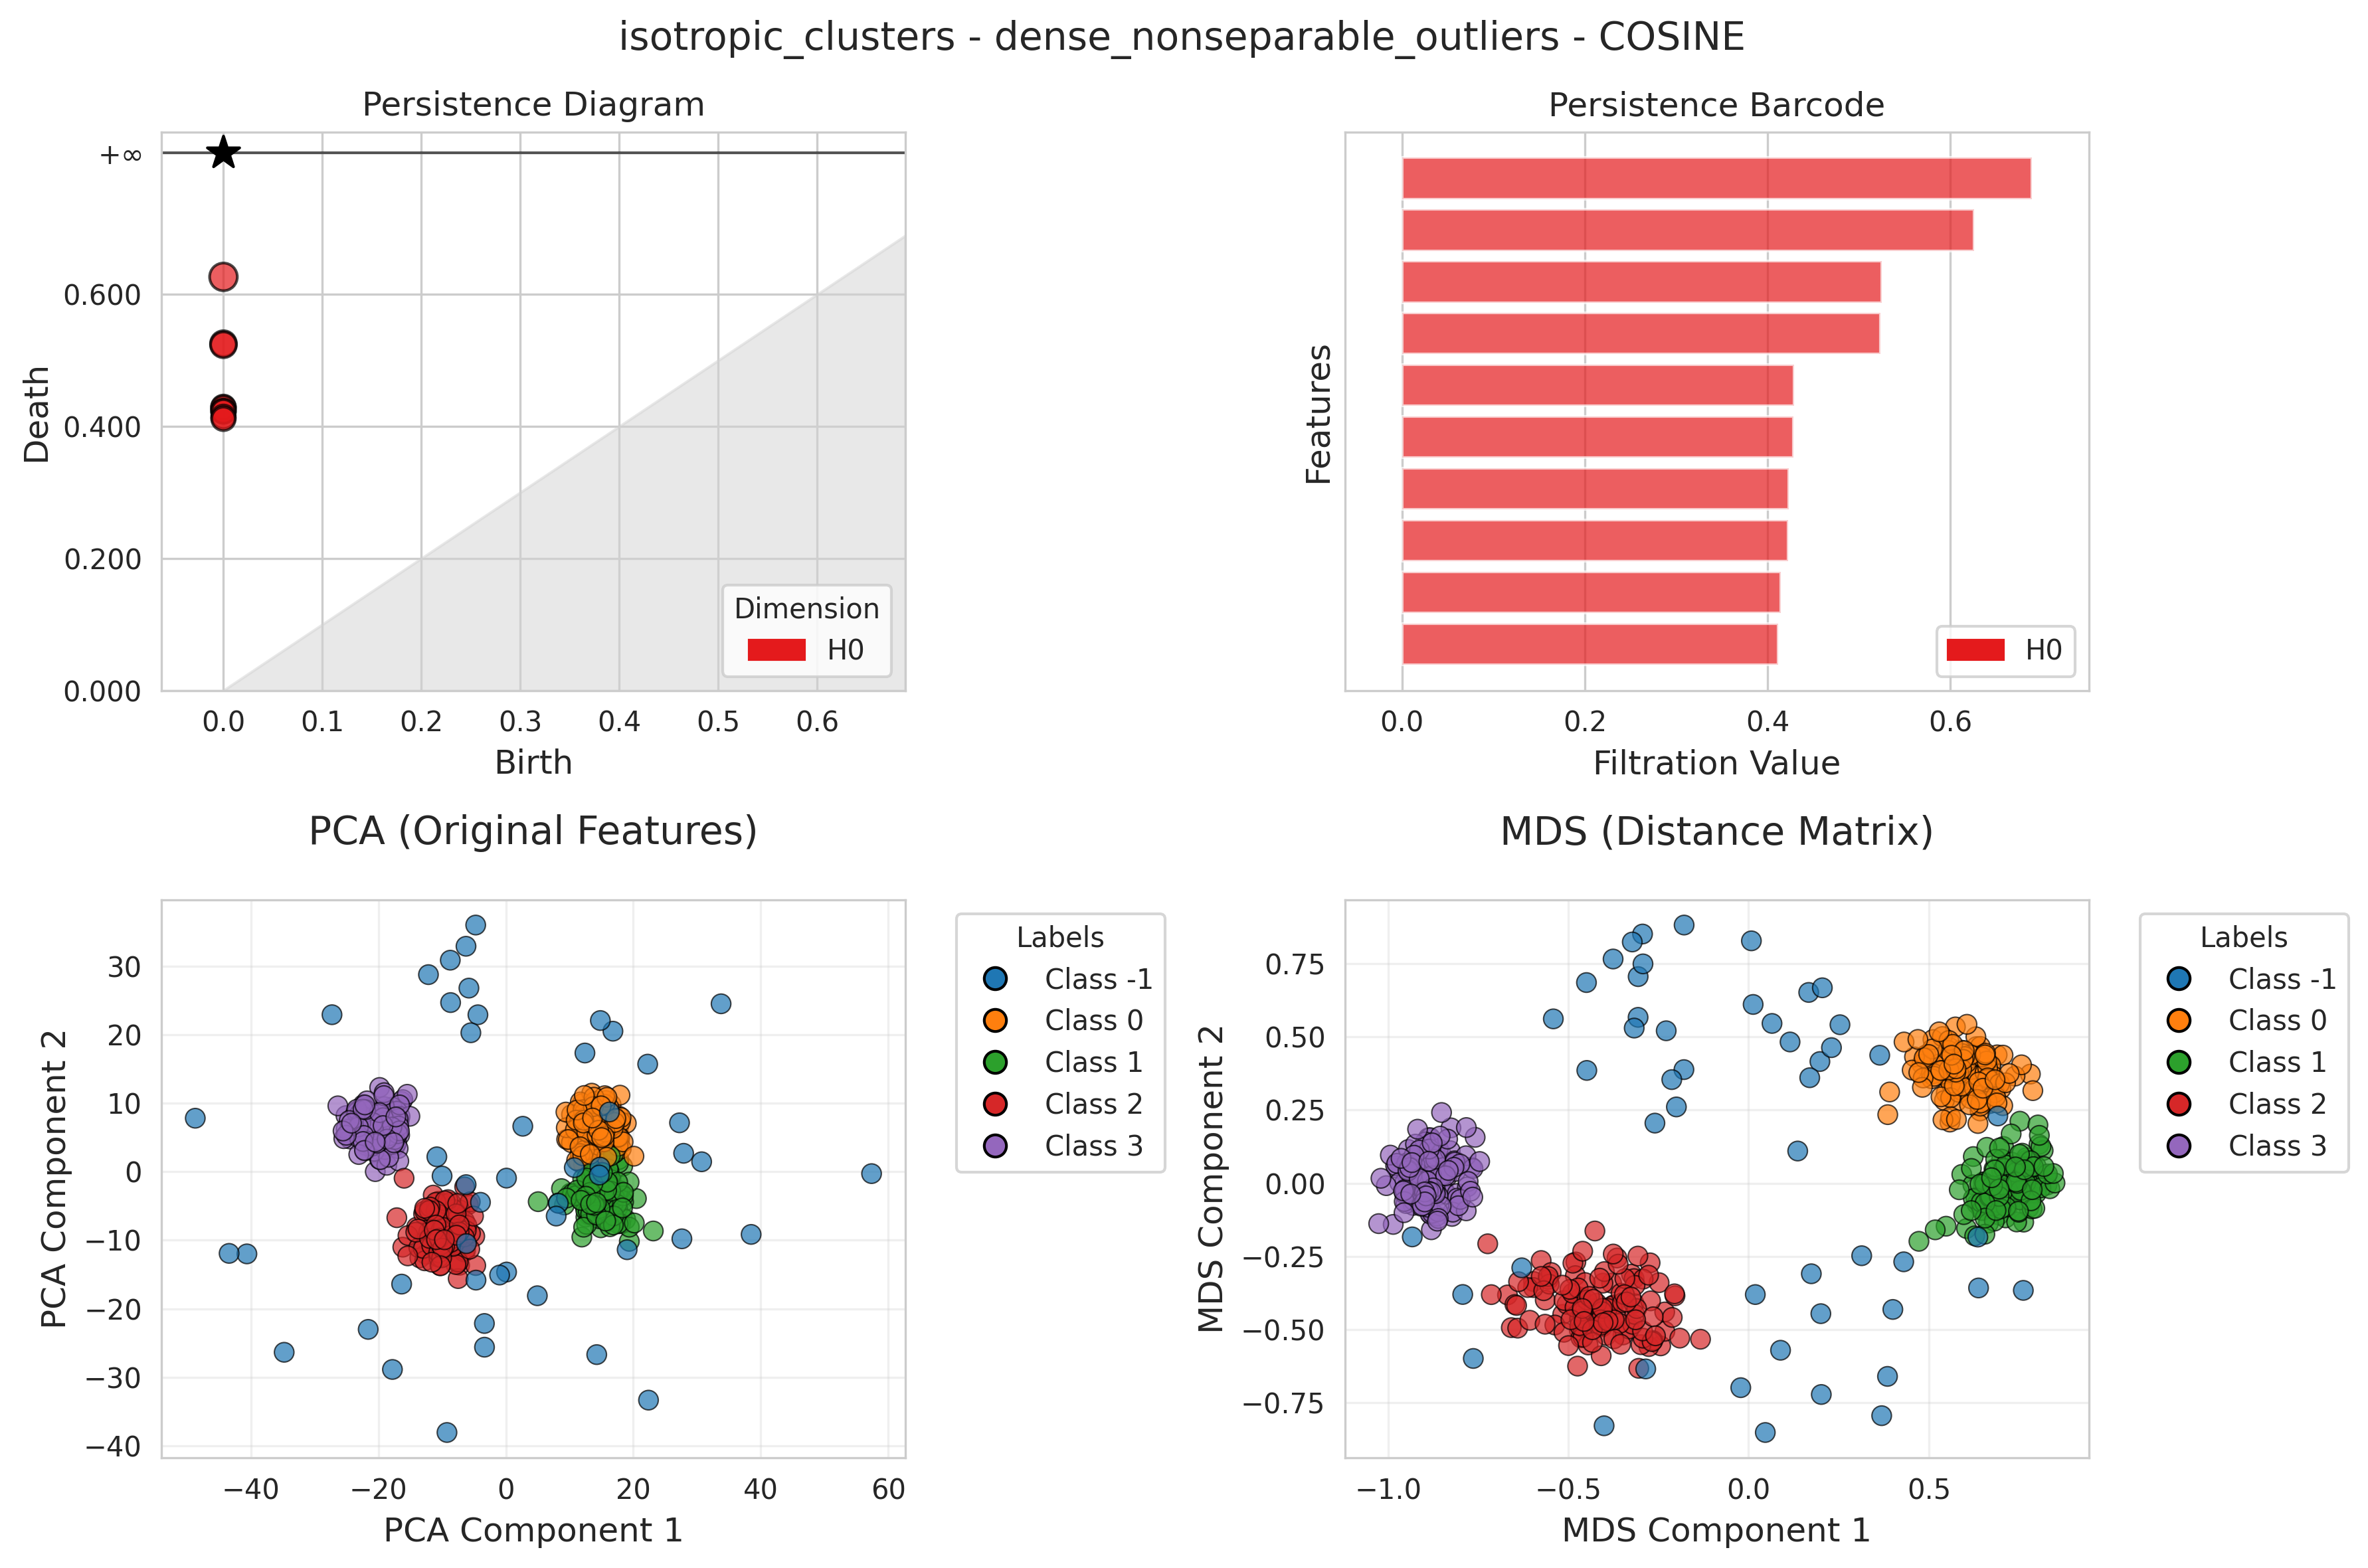 isotropic_clusters - dense_nonseparable_outliers - COSINE
Persistence Diagram
+∞
0.600
0.400
0.200
0.000
Death
0.0 0.1 0.2 0.3 0.4 0.5 0.6
Birth
Dimension
H0
Persistence Barcode
Features
0.0 0.2 0.4 0.6
Filtration Value
H0
PCA (Original Features)
30
20
10
0
−10
−20
−30
−40
PCA Component 2
−40 −20 0 20 40 60
PCA Component 1
Labels
Class -1
Class 0
Class 1
Class 2
Class 3
MDS (Distance Matrix)
0.75
0.50
0.25
0.00
−0.25
−0.50
−0.75
MDS Component 2
−1.0 −0.5 0.0 0.5
MDS Component 1
Labels
Class -1
Class 0
Class 1
Class 2
Class 3